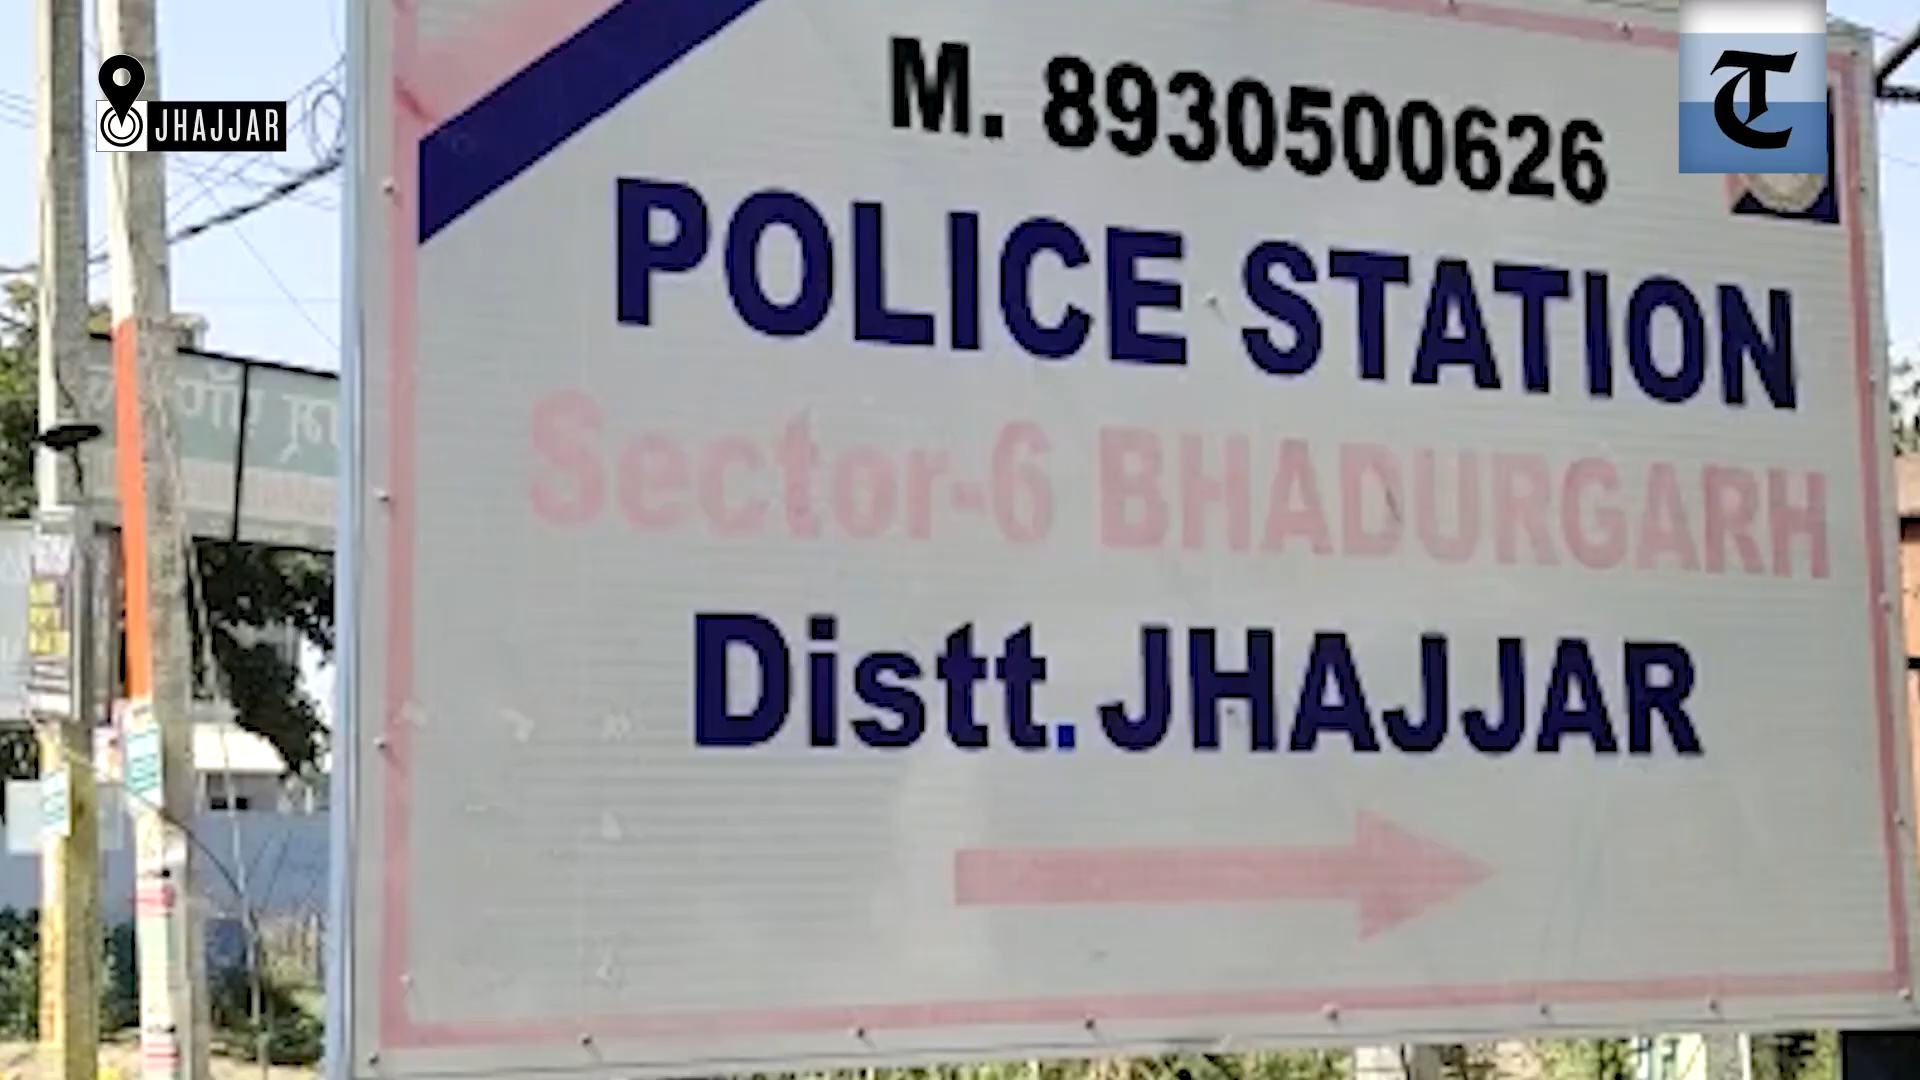 JHAJJAR
M. 8930500626
POLICE STATION
Sector-6 BHADURGARH
Distt.JHAJJAR